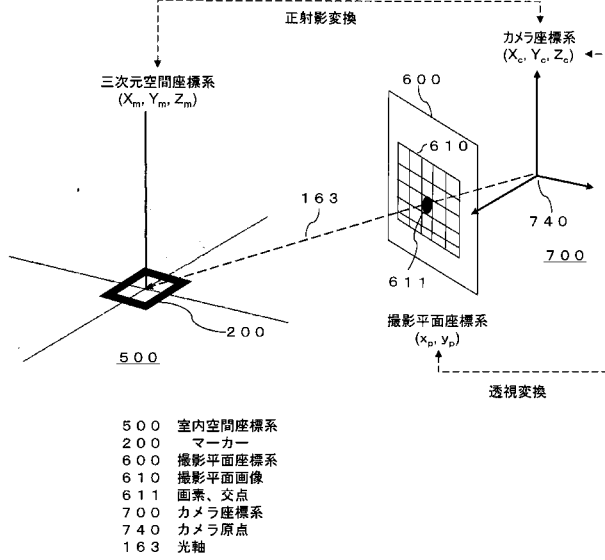 正射影変換
カメラ座標系
(Xc, Yc, Zc)
三次元空間座標系
(Xm, Ym, Zm)
６００
６１０
１６３
７４０
７００
６１１
２００
撮影平面座標系
(xp, yp)
５００
透視変換
５００ 室内空間座標系
２００ マーカー
６００ 撮影平面座標系
６１０ 撮影平面画像
６１１ 画素、交点
７００ カメラ座標系
７４０ カメラ原点
１６３ 光軸